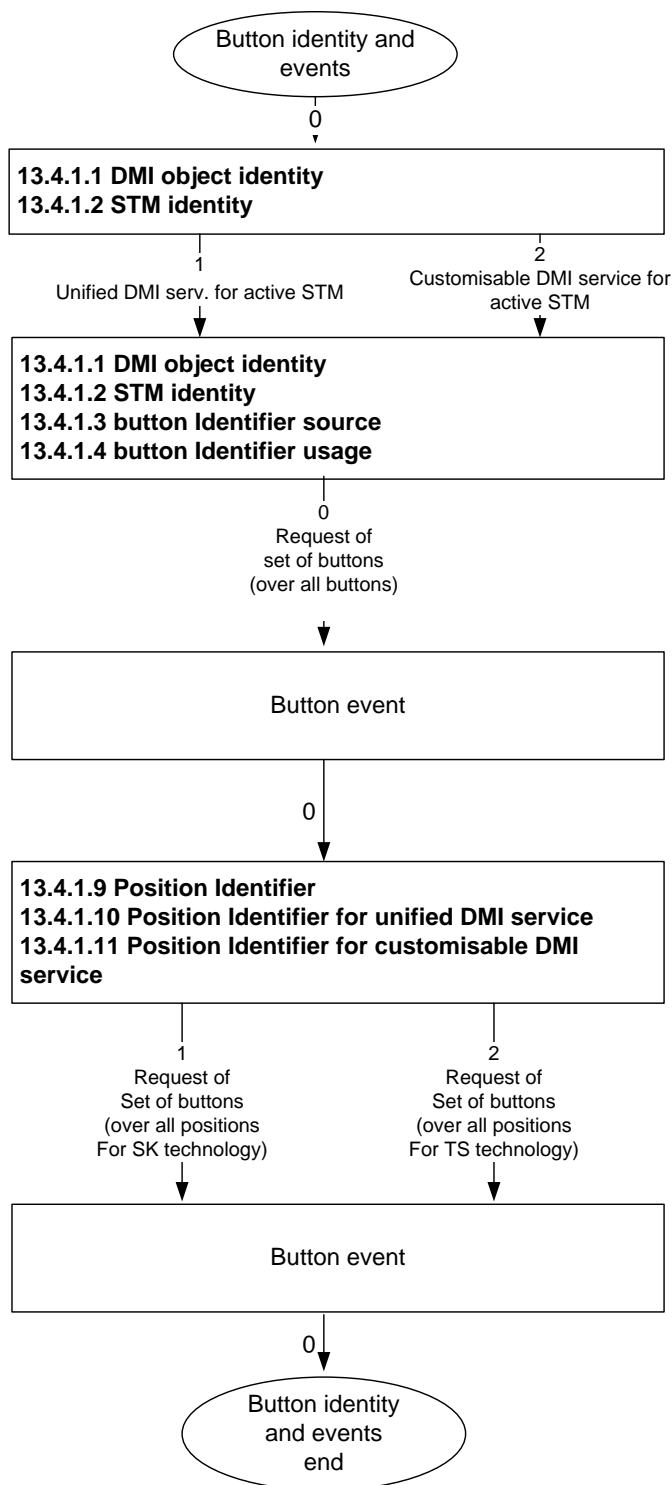 Button identity and
events
0
13.4.1.1 DMI object identity
13.4.1.2 STM identity
1
Unified DMI serv. for active STM
2
Customisable DMI service for
active STM
13.4.1.1 DMI object identity
13.4.1.2 STM identity
13.4.1.3 button Identifier source
13.4.1.4 button Identifier usage
0
Request of
set of buttons
(over all buttons)
Button event
0
13.4.1.9 Position Identifier
13.4.1.10 Position Identifier for unified DMI service
13.4.1.11 Position Identifier for customisable DMI
service
1
Request of
Set of buttons
(over all positions
For SK technology)
2
Request of
Set of buttons
(over all positions
For TS technology)
Button event
0
Button identity
and events
end